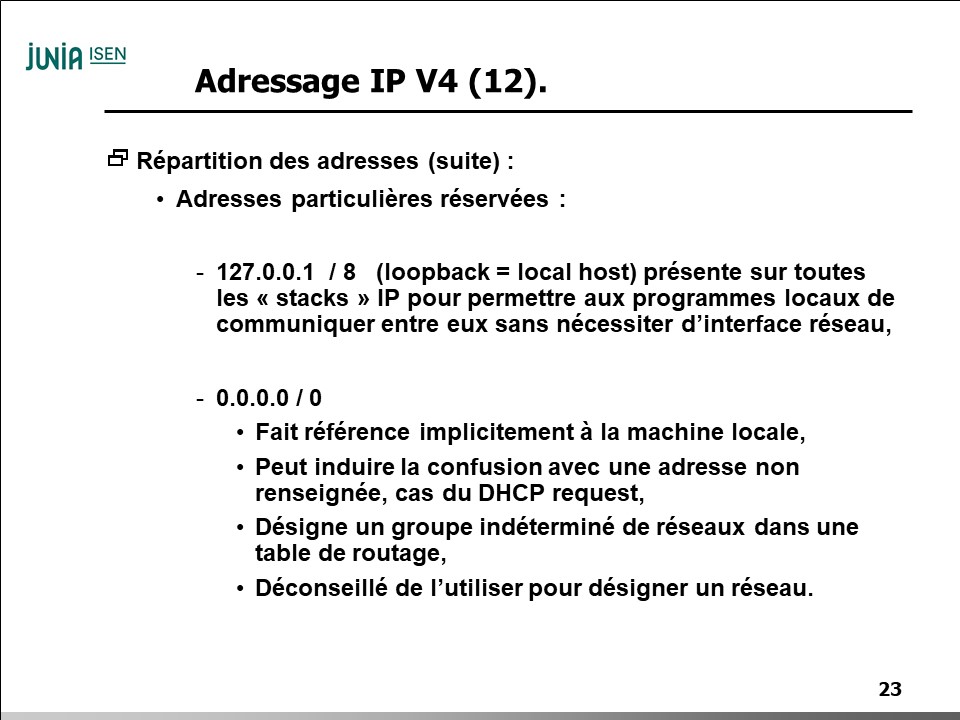 JUNIA ISEN
Adressage IP V4 (12).
Répartition des adresses (suite) :
• Adresses particulières réservées :
- 127.0.0.1 / 8 (loopback = local host) présente sur toutes
les « stacks » IP pour permettre aux programmes locaux de
communiquer entre eux sans nécessiter d’interface réseau,
- 0.0.0.0 / 0
• Fait référence implicitement à la machine locale,
• Peut induire la confusion avec une adresse non
renseignée, cas du DHCP request,
• Désigne un groupe indéterminé de réseaux dans une
table de routage,
• Déconseillé de l’utiliser pour désigner un réseau.
23